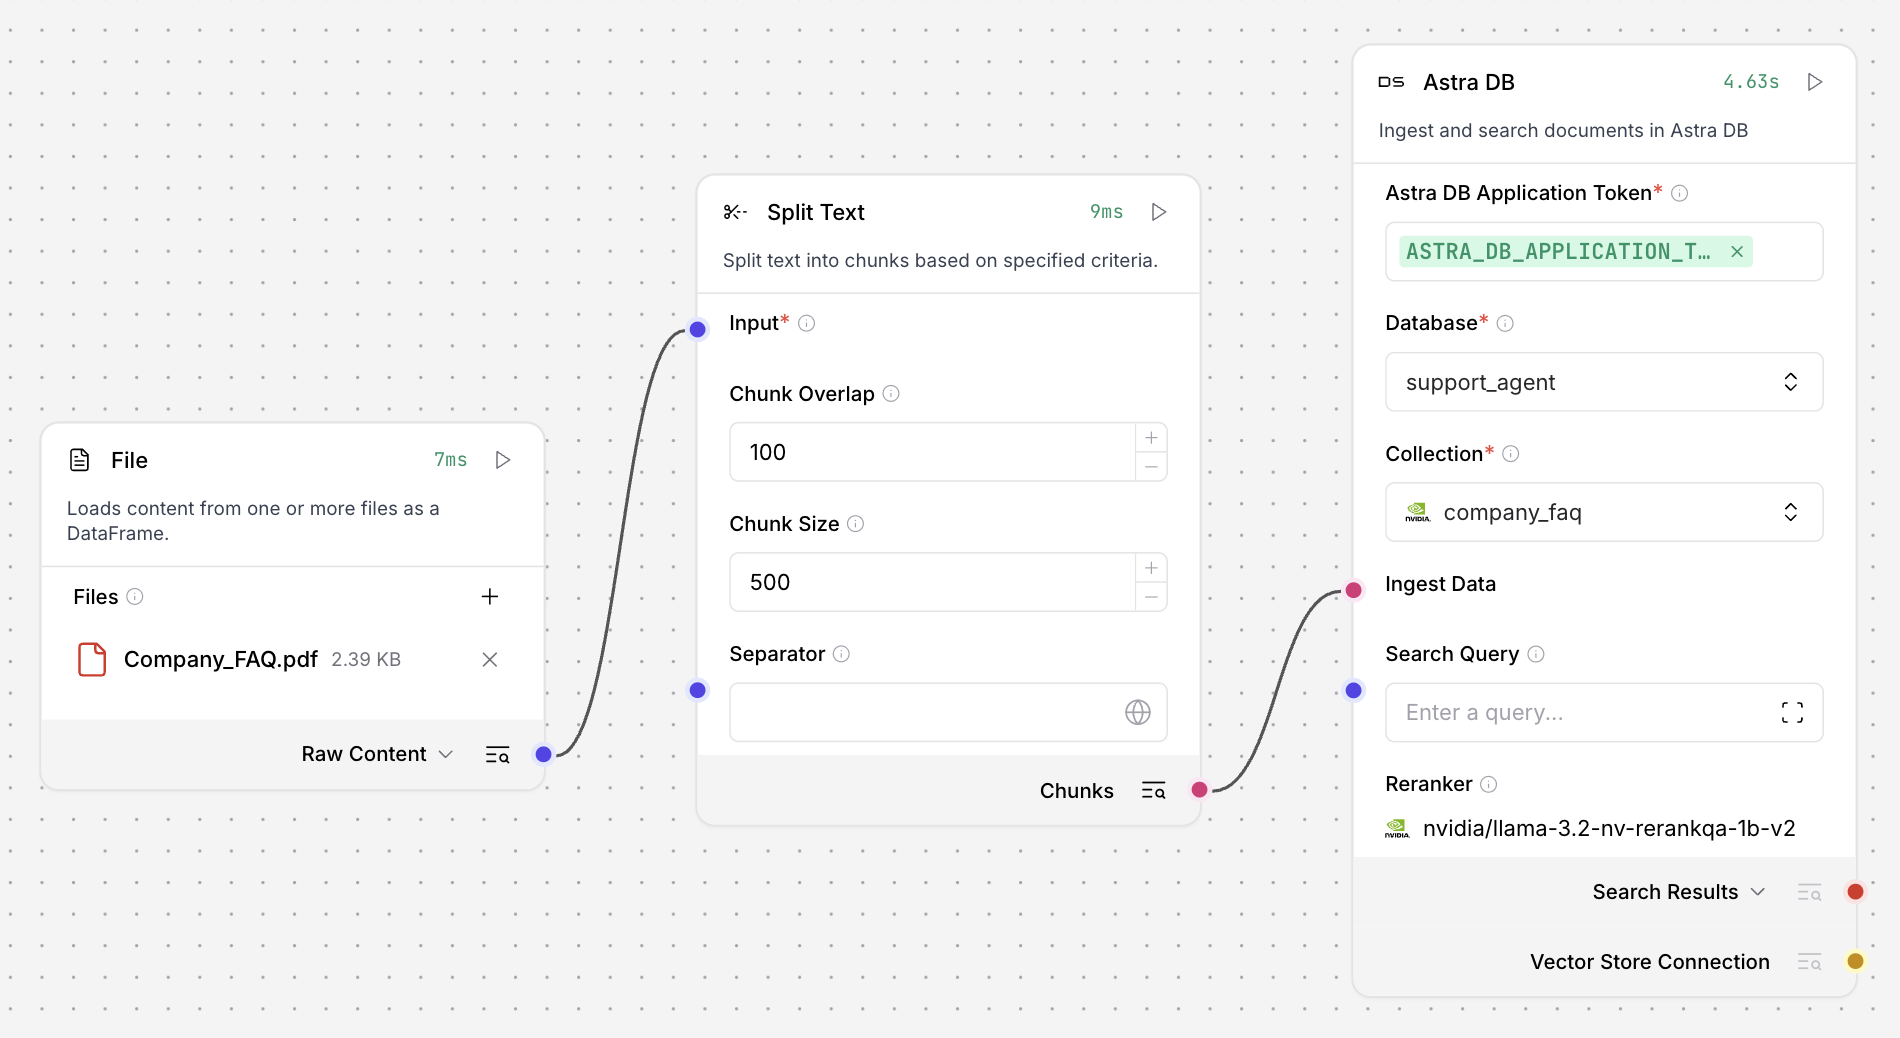 File 7ms
Loads content from one or more files as a
DataFrame.
Files
Company_FAQ.pdf 2.39 KB
Raw Content
Split Text 9ms
Split text into chunks based on specified criteria.
Input*
Chunk Overlap
100
Chunk Size
500
Separator
Chunks
DS Astra DB 4.63s
Ingest and search documents in Astra DB
Astra DB Application Token*
ASTRA_DB_APPLICATION_T…
Database*
support_agent
Collection*
NVIDIA. company_faq
Ingest Data
Search Query
Enter a query...
Reranker
NVIDIA. nvidia/llama-3.2-nv-rerankqa-1b-v2
Search Results
Vector Store Connection